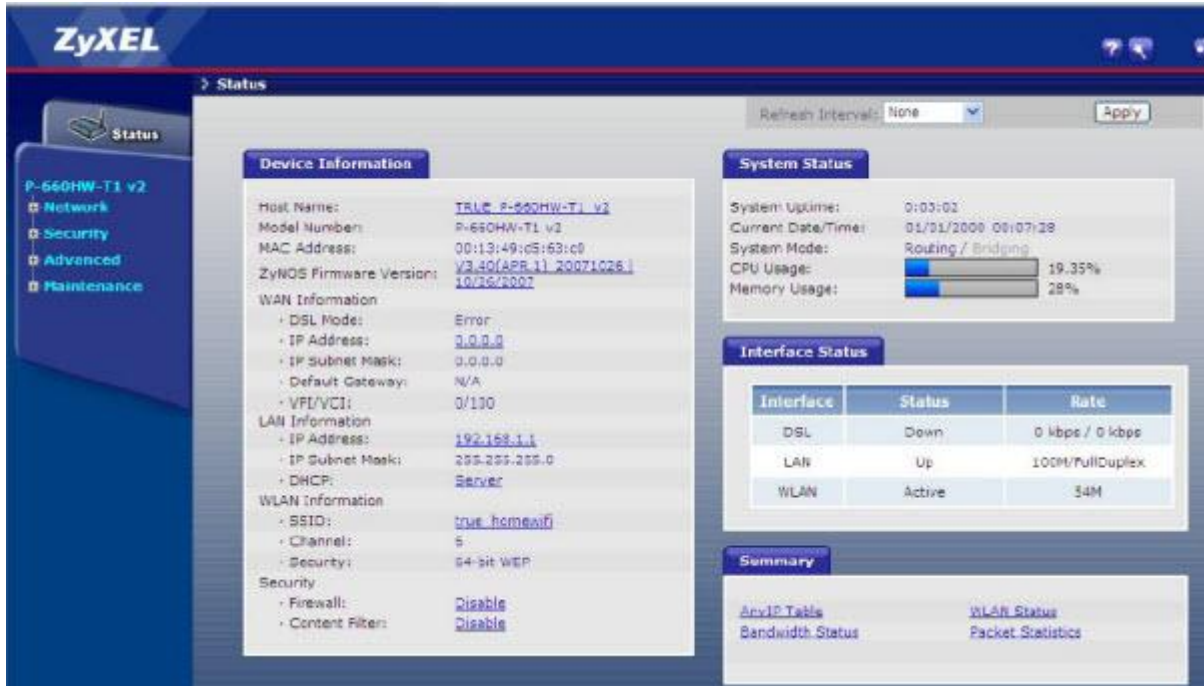 ZyXEL
> Status
Status
Refresh Interval: None
Apply
P-660HW-T1 v2
Network
Security
Advanced
Maintenance
Device Information
Host Name: TRUE_P-660HW-T1_v2
Model Number: P-660HW-T1 v2
MAC Address: 00:13:49:c5:63:c0
ZyNOS Firmware Version: V3.40(APR.1)_20071026 |
10/26/2007
WAN Information
- DSL Mode: Error
- IP Address: 0.0.0.0
- IP Subnet Mask: 0.0.0.0
- Default Gateway: N/A
- VPI/VCI: 0/100
LAN Information
- IP Address: 192.168.1.1
- IP Subnet Mask: 255.255.255.0
- DHCP: Server
WLAN Information
- SSID: true_homewifi
- Channel: 6
- Security: 64-bit WEP
Security
- Firewall: Disable
- Content Filter: Disable
System Status
System Uptime: 0:03:02
Current Date/Time: 01/01/2000 00:07:28
System Mode: Routing / Bridging
CPU Usage: 19.35%
Memory Usage: 28%
Interface Status
Interface Status Rate
DSL Down 0 kbps / 0 kbps
LAN Up 100M/FullDuplex
WLAN Active 54M
Summary
AnyIP Table WLAN Status
Bandwidth Status Packet Statistics